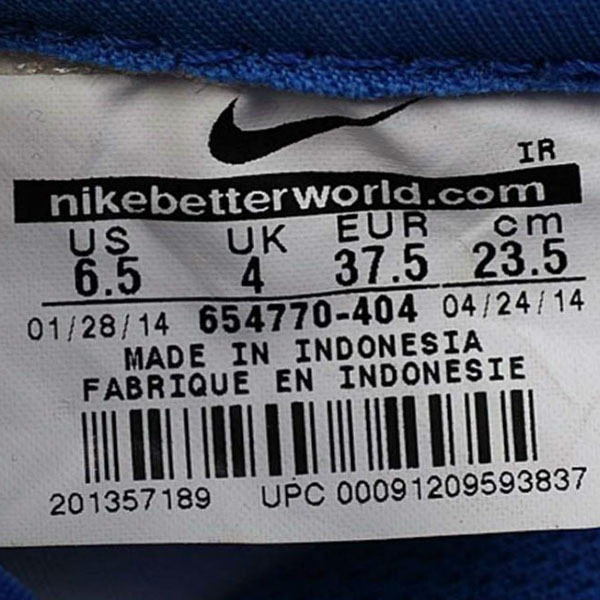 IR
nikebetterworld.com
US UK EUR cm
6.5 4 37.5 23.5
01/28/14 654770-404 04/24/14
MADE IN INDONESIA
FABRIQUE EN INDONESIE
201357189 UPC 00091209593837